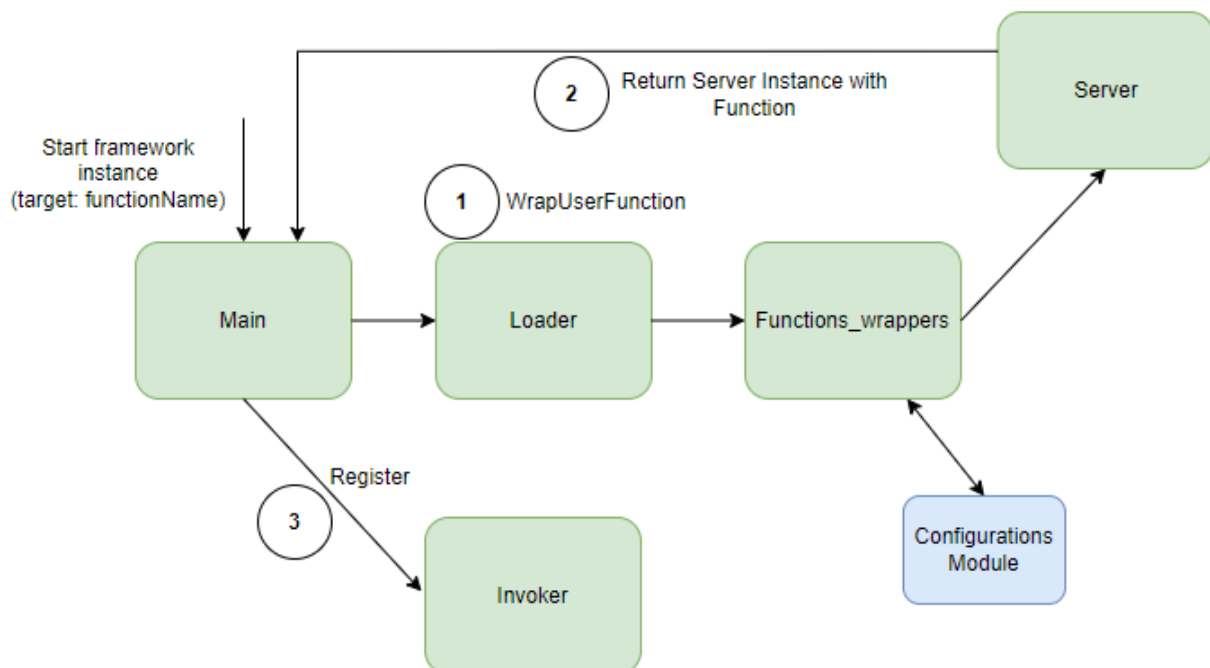 2
Return Server Instance with
Function
Server
Start framework
instance
(target: functionName)
1
WrapUserFunction
Main
Loader
Functions_wrappers
Register
3
Invoker
Configurations
Module